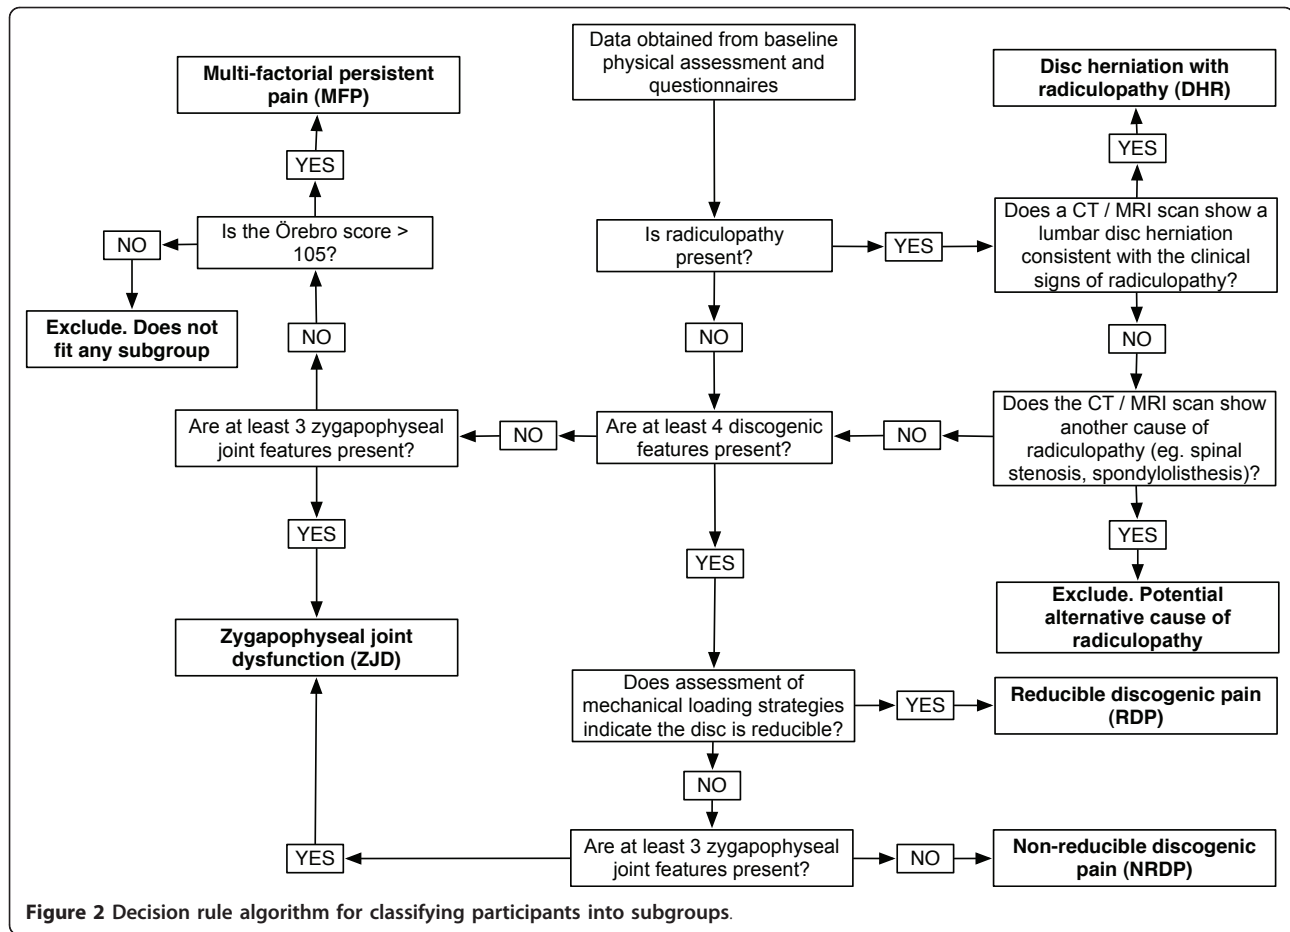 Data obtained from baseline
physical assessment and
questionnaires
Multi-factorial persistent
pain (MFP)
Disc herniation with
radiculopathy (DHR)
YES
YES
Is the Örebro score >
105?
NO
Is radiculopathy
present?
YES
Does a CT / MRI scan show a
lumbar disc herniation
consistent with the clinical
signs of radiculopathy?
Exclude. Does not
fit any subgroup
NO
NO
NO
Are at least 3 zygapophyseal
joint features present?
NO
Are at least 4 discogenic
features present?
NO
Does the CT / MRI scan show
another cause of
radiculopathy (eg. spinal
stenosis, spondylolisthesis)?
YES
YES
YES
Exclude. Potential
alternative cause of
radiculopathy
Zygapophyseal joint
dysfunction (ZJD)
Does assessment of
mechanical loading strategies
indicate the disc is reducible?
YES
Reducible discogenic pain
(RDP)
NO
YES
Are at least 3 zygapophyseal
joint features present?
NO
Non-reducible discogenic
pain (NRDP)
Figure 2 Decision rule algorithm for classifying participants into subgroups.